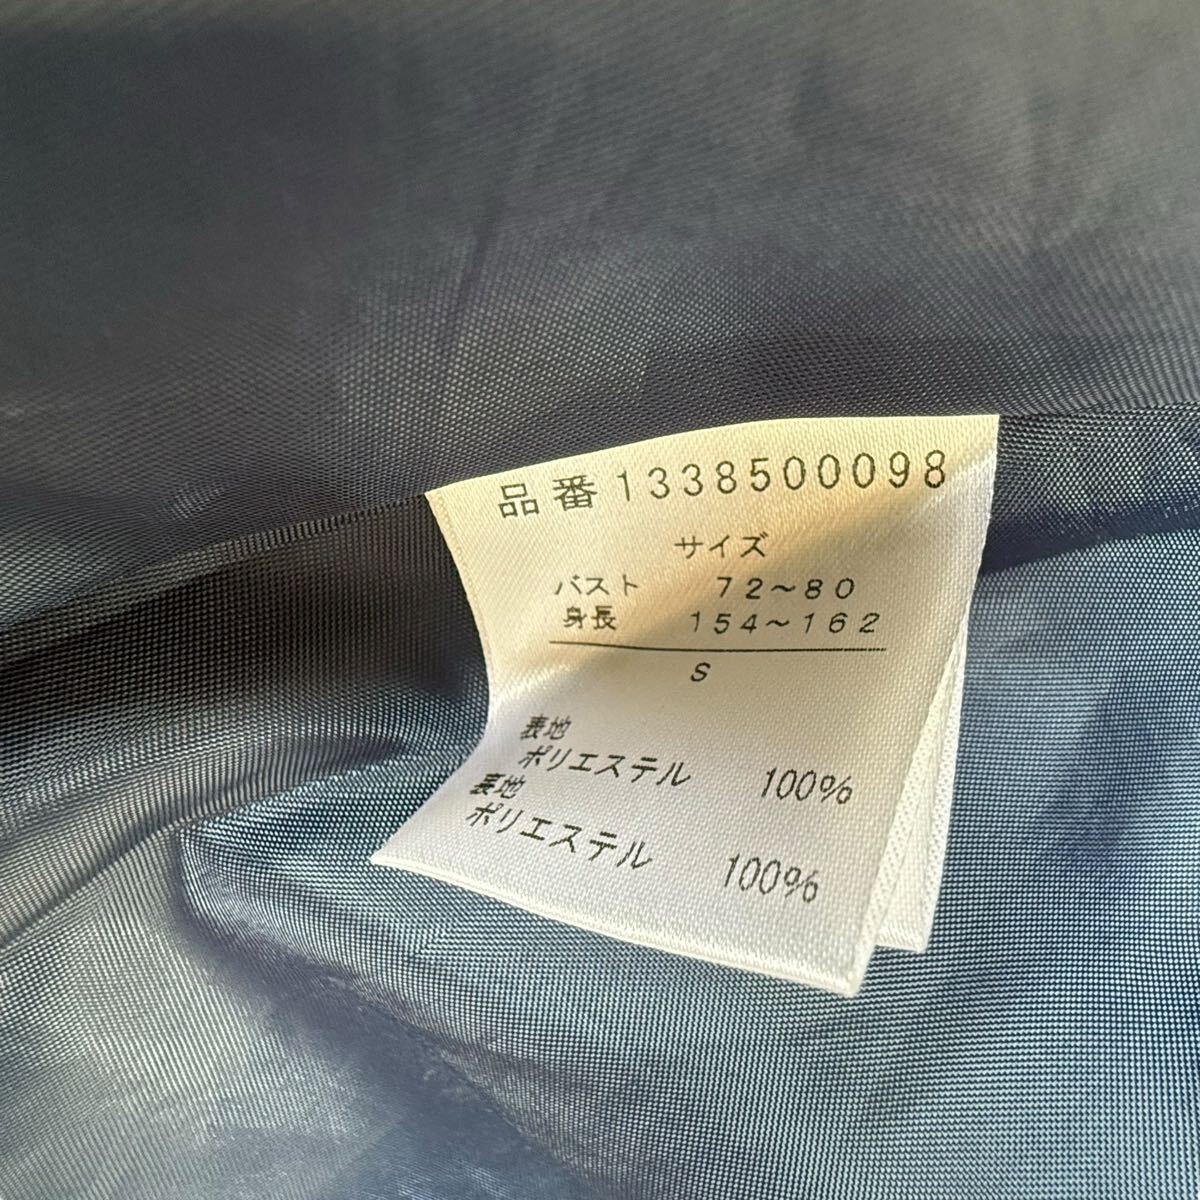 品番1338500098
サイズ
バスト 72～80
身長 154～162
S
表地
ポリエステル 100%
裏地
ポリエステル 100%